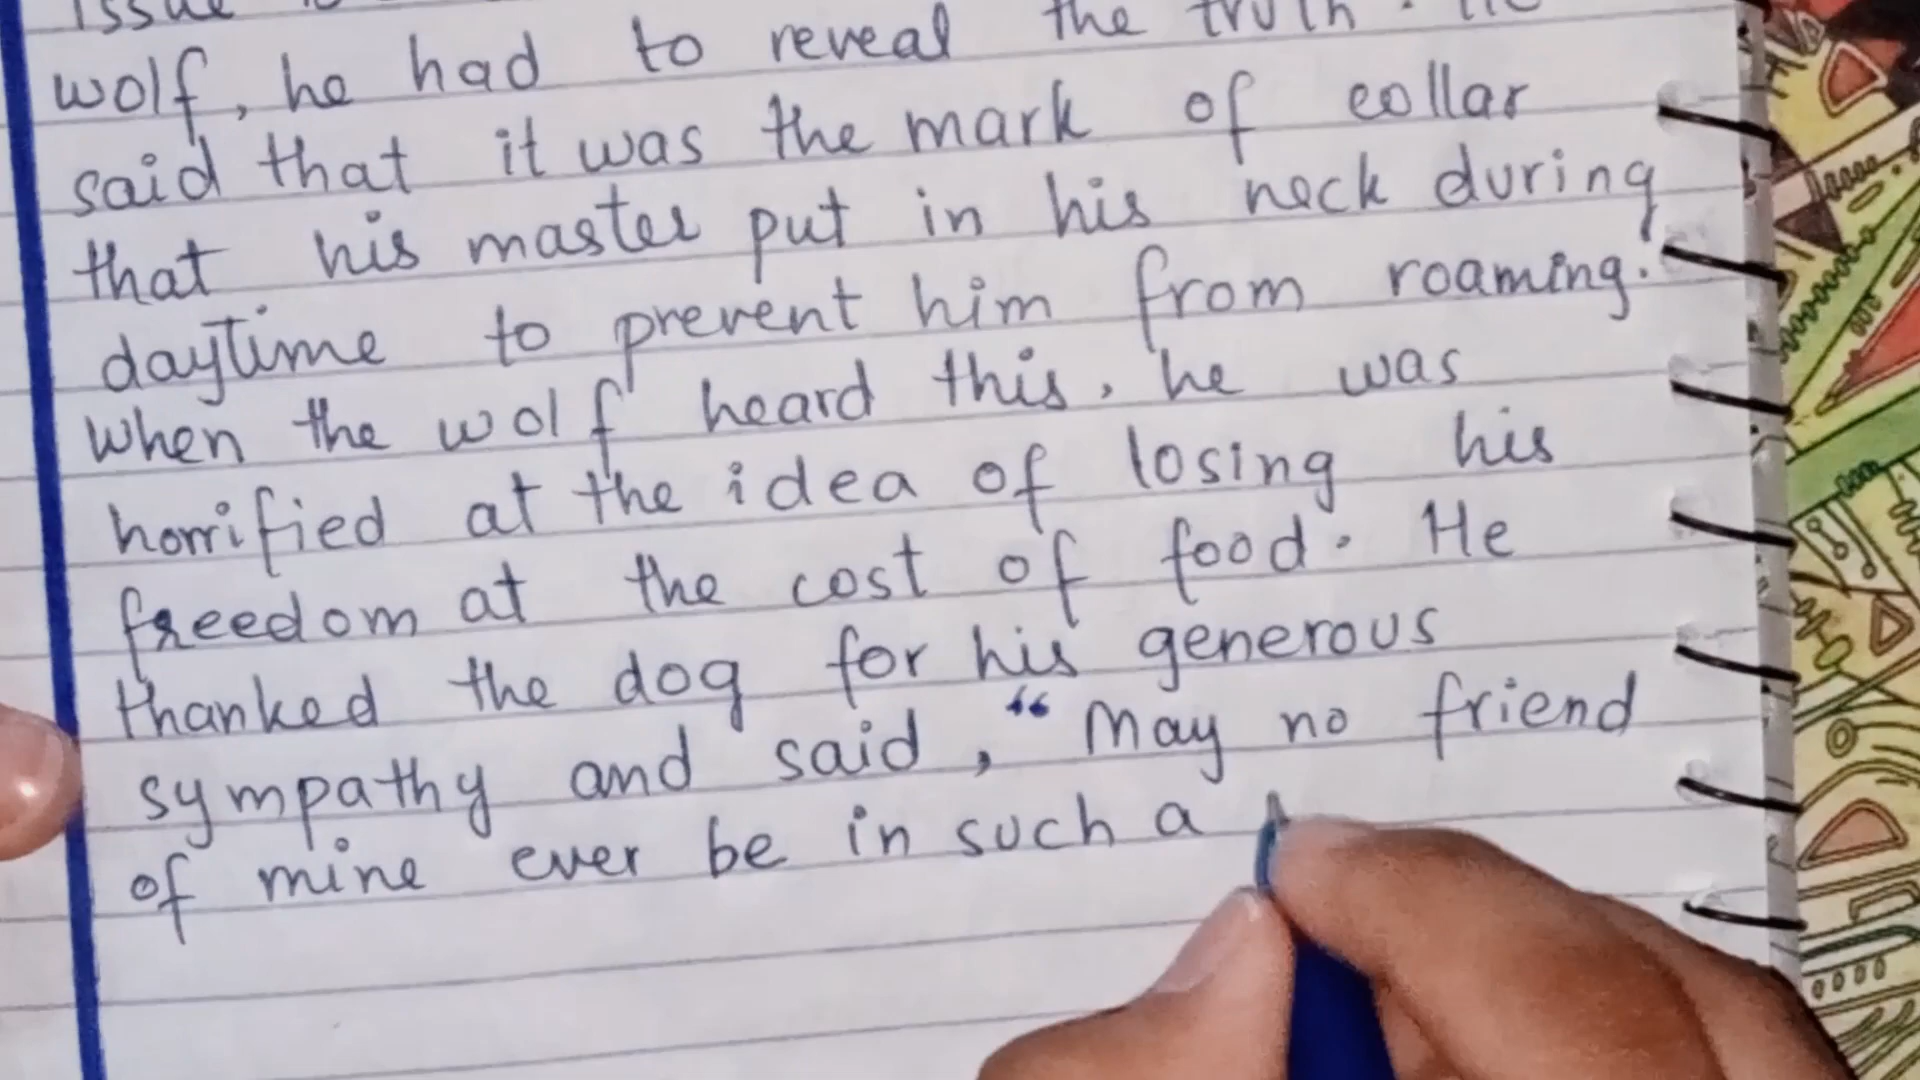 issue
wolf, he had to reveal the truth. He
said that it was the mark of collar
that his master put in his neck during
daytime to prevent him from roaming.
When the wolf heard this, he was
horrified at the idea of losing his
freedom at the cost of food. He
thanked the dog for his generous
sympathy and said, “May no friend
of mine ever be in such a